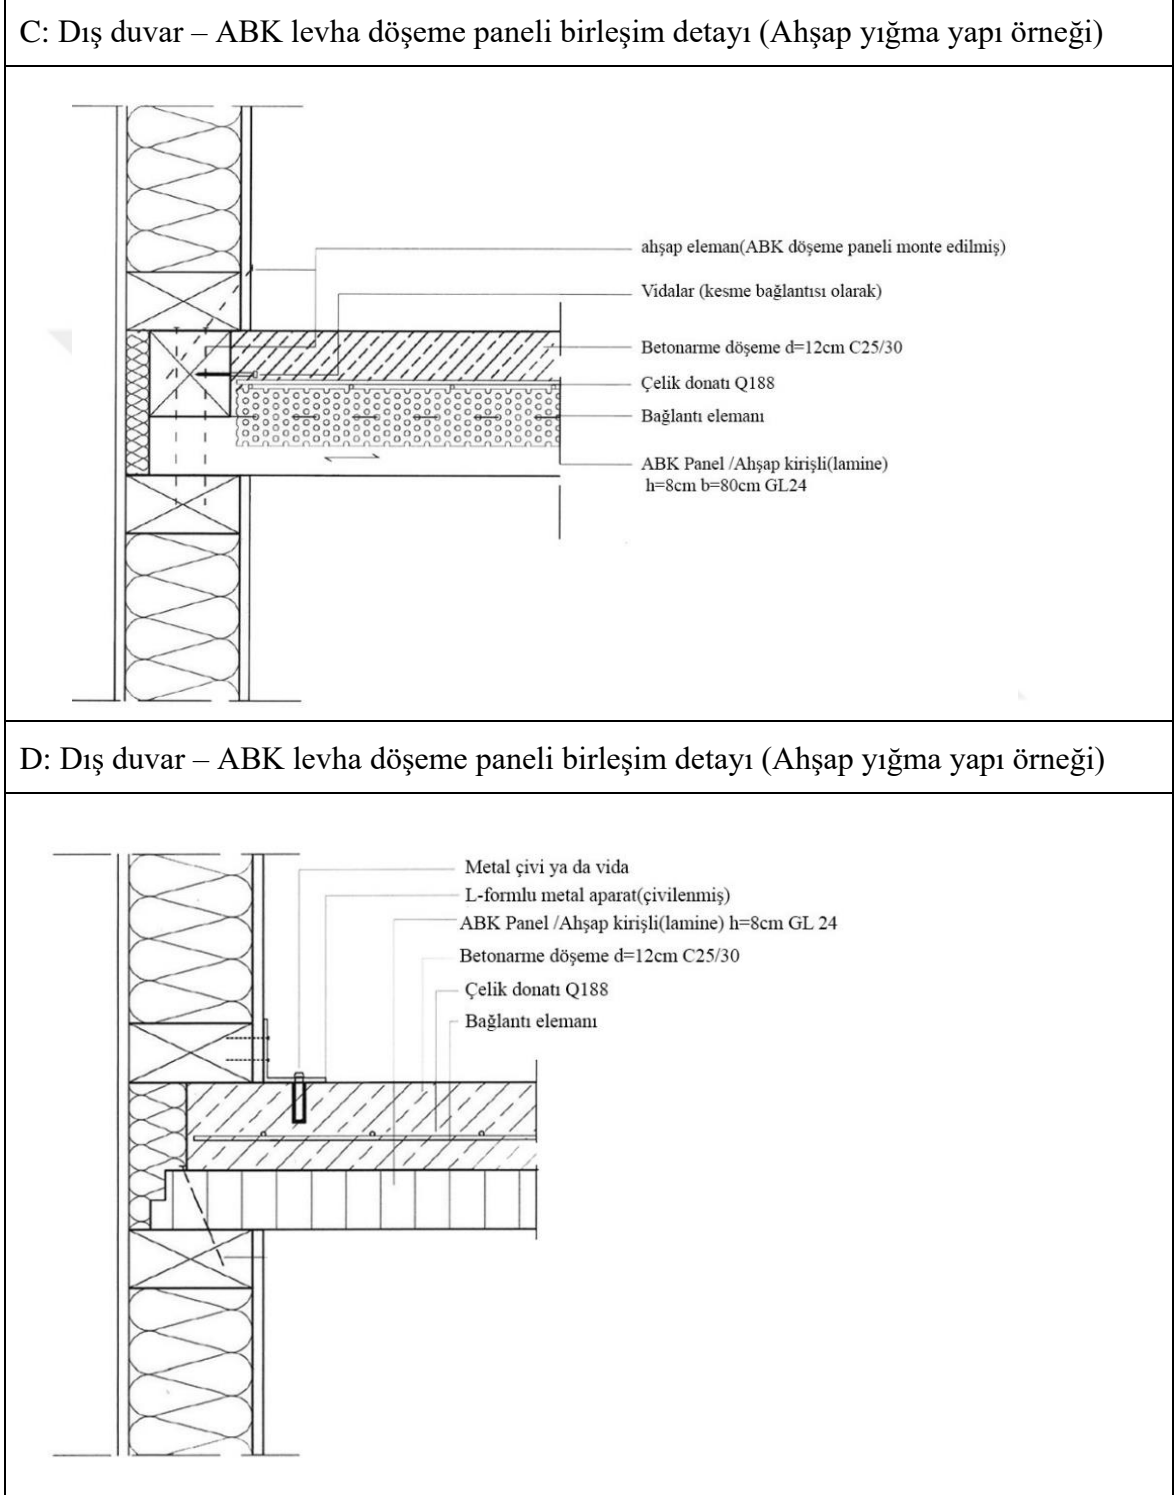 C: Dış duvar – ABK levha döşeme paneli birleşim detayı (Ahşap yığma yapı örneği)
ahşap eleman(ABK döşeme paneli monte edilmiş)
Vidalar (kesme bağlantısı olarak)
Betonarme döşeme d=12cm C25/30
Çelik donatı Q188
Bağlantı elemanı
ABK Panel /Ahşap kirişli(lamine)
h=8cm b=80cm GL24
D: Dış duvar – ABK levha döşeme paneli birleşim detayı (Ahşap yığma yapı örneği)
Metal çivi ya da vida
L-formlu metal aparat(çivilenmiş)
ABK Panel /Ahşap kirişli(lamine) h=8cm GL 24
Betonarme döşeme d=12cm C25/30
Çelik donatı Q188
Bağlantı elemanı